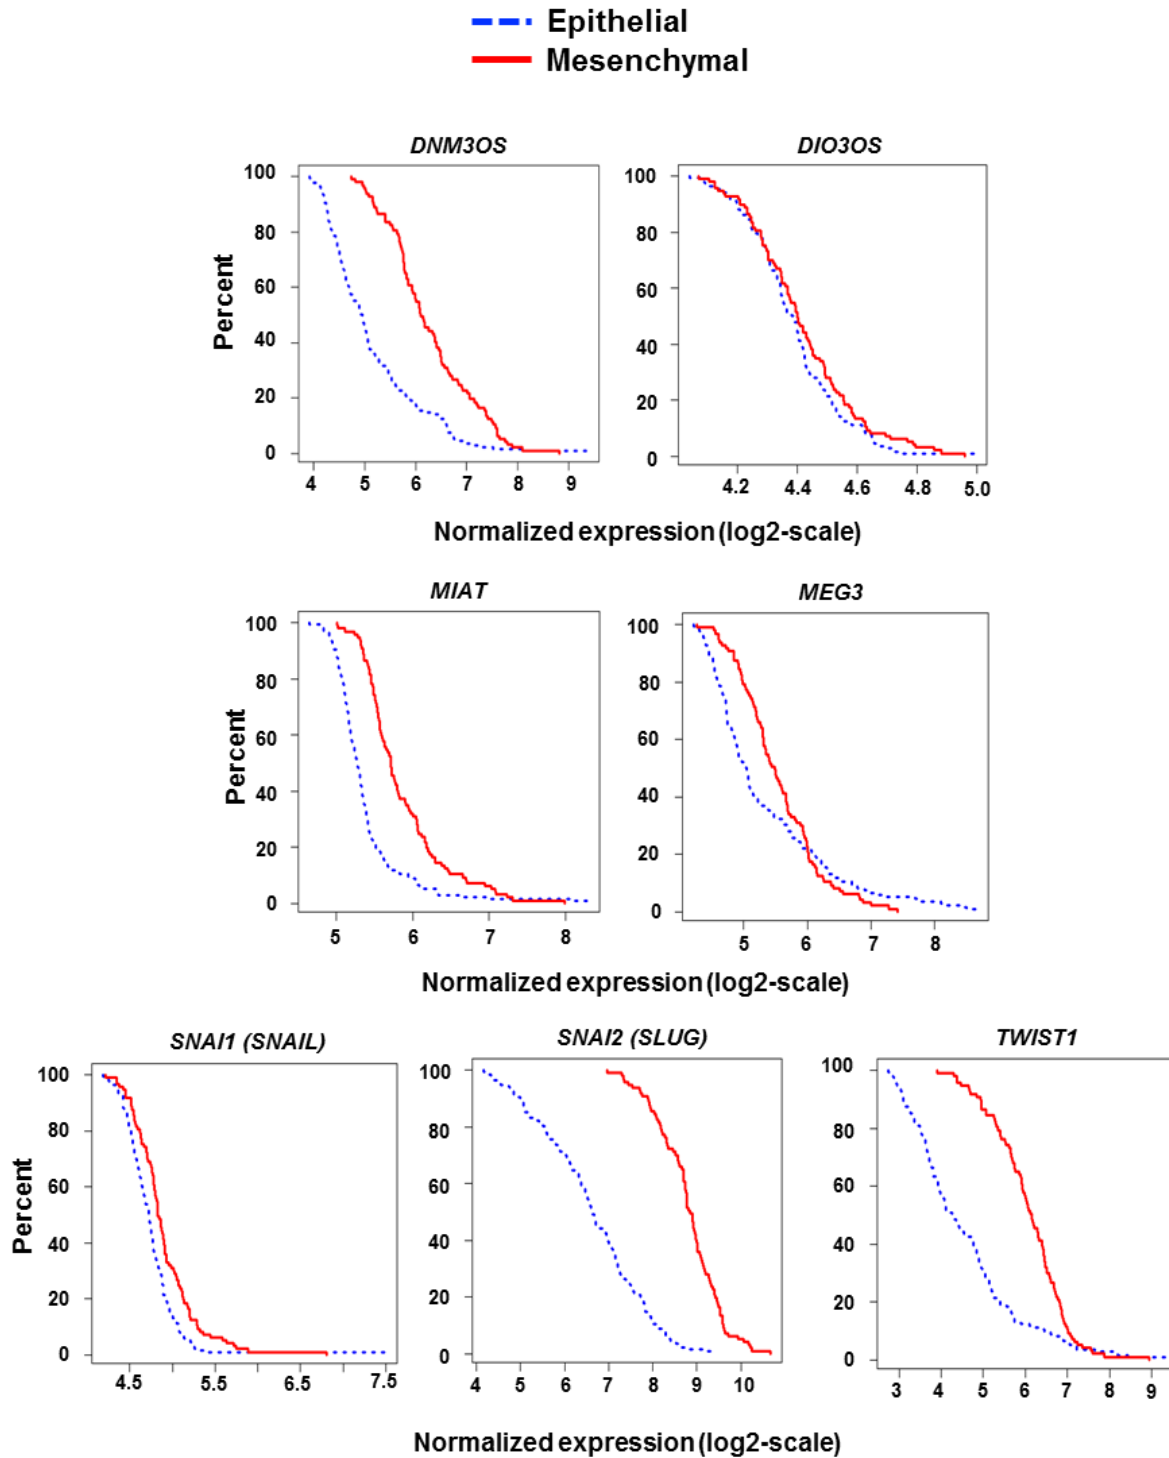 Epithelial
Mesenchymal
DNM3OS
DIO3OS
100
80
60
40
20
0
Percent
4 5 6 7 8 9
100
80
60
40
20
0
4.2 4.4 4.6 4.8 5.0
Normalized expression (log2-scale)
MIAT
MEG3
100
80
60
40
20
0
Percent
5 6 7 8
100
80
60
40
20
0
5 6 7 8
Normalized expression (log2-scale)
SNAI1 (SNAIL)
SNAI2 (SLUG)
TWIST1
100
80
60
40
20
0
Percent
4.5 5.5 6.5 7.5
100
80
60
40
20
0
4 5 6 7 8 9 10
100
80
60
40
20
0
3 4 5 6 7 8 9
Normalized expression (log2-scale)